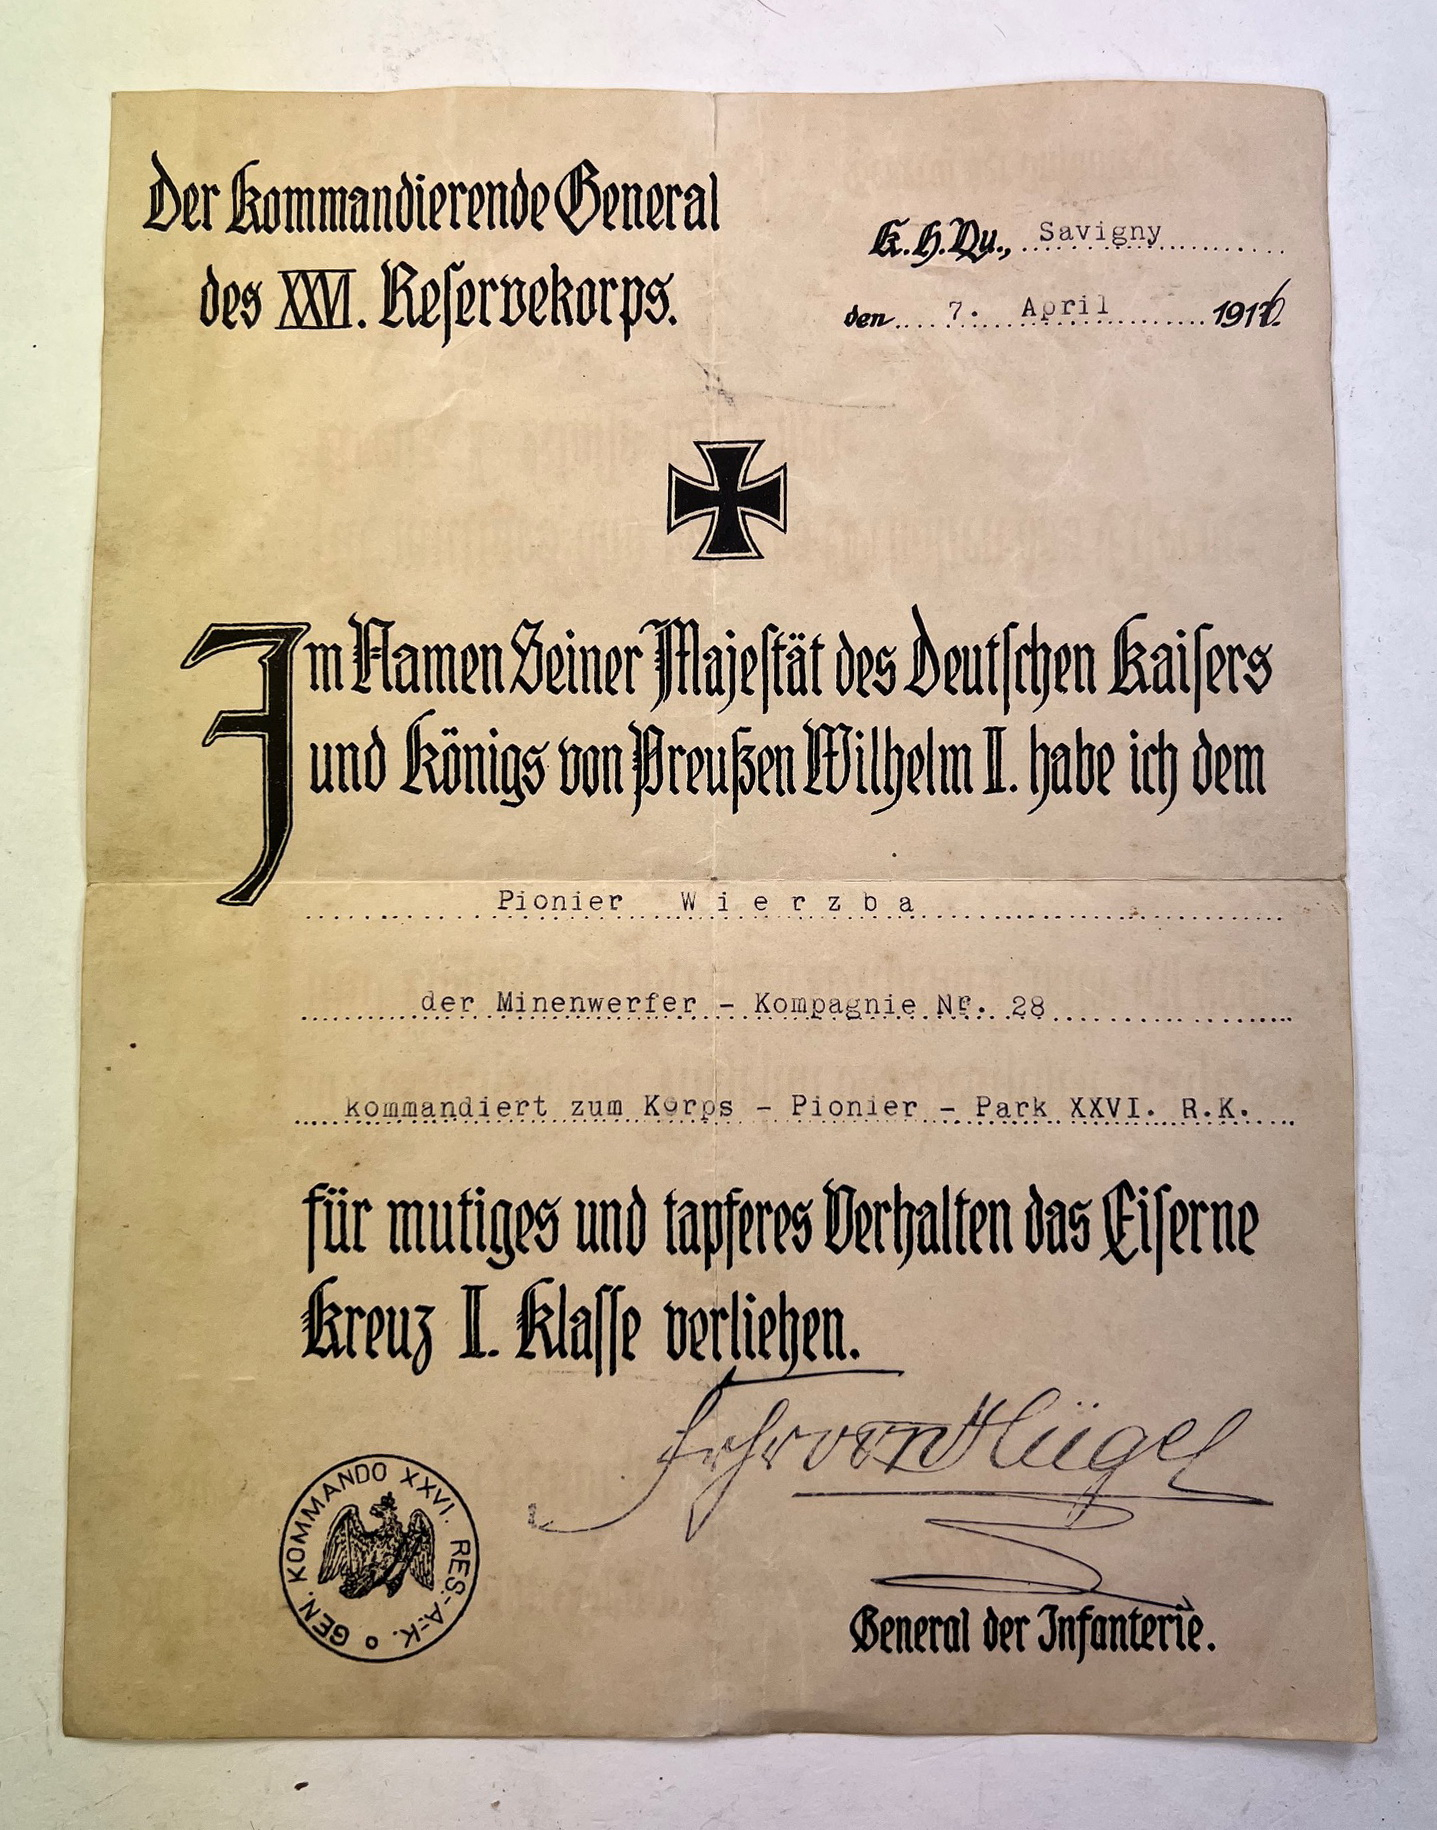 Der Kommandierende General
des XXVI. Reservekorps.
K.H.Qu., Savigny
den 7. April 1916.
Im Namen Seiner Majestät des Deutschen Kaisers
und Königs von Preußen Wilhelm II. habe ich dem
Pionier Wierzba
der Minenwerfer - Kompagnie Nr. 28
kommandiert zum Korps - Pionier - Park XXVI. R.K.
für mutiges und tapferes Verhalten das Eiserne
Kreuz II. Klasse verliehen.
Frhr von Hügel
General der Infanterie.
GEN. KOMMANDO XXVI. RES.-A.-K.